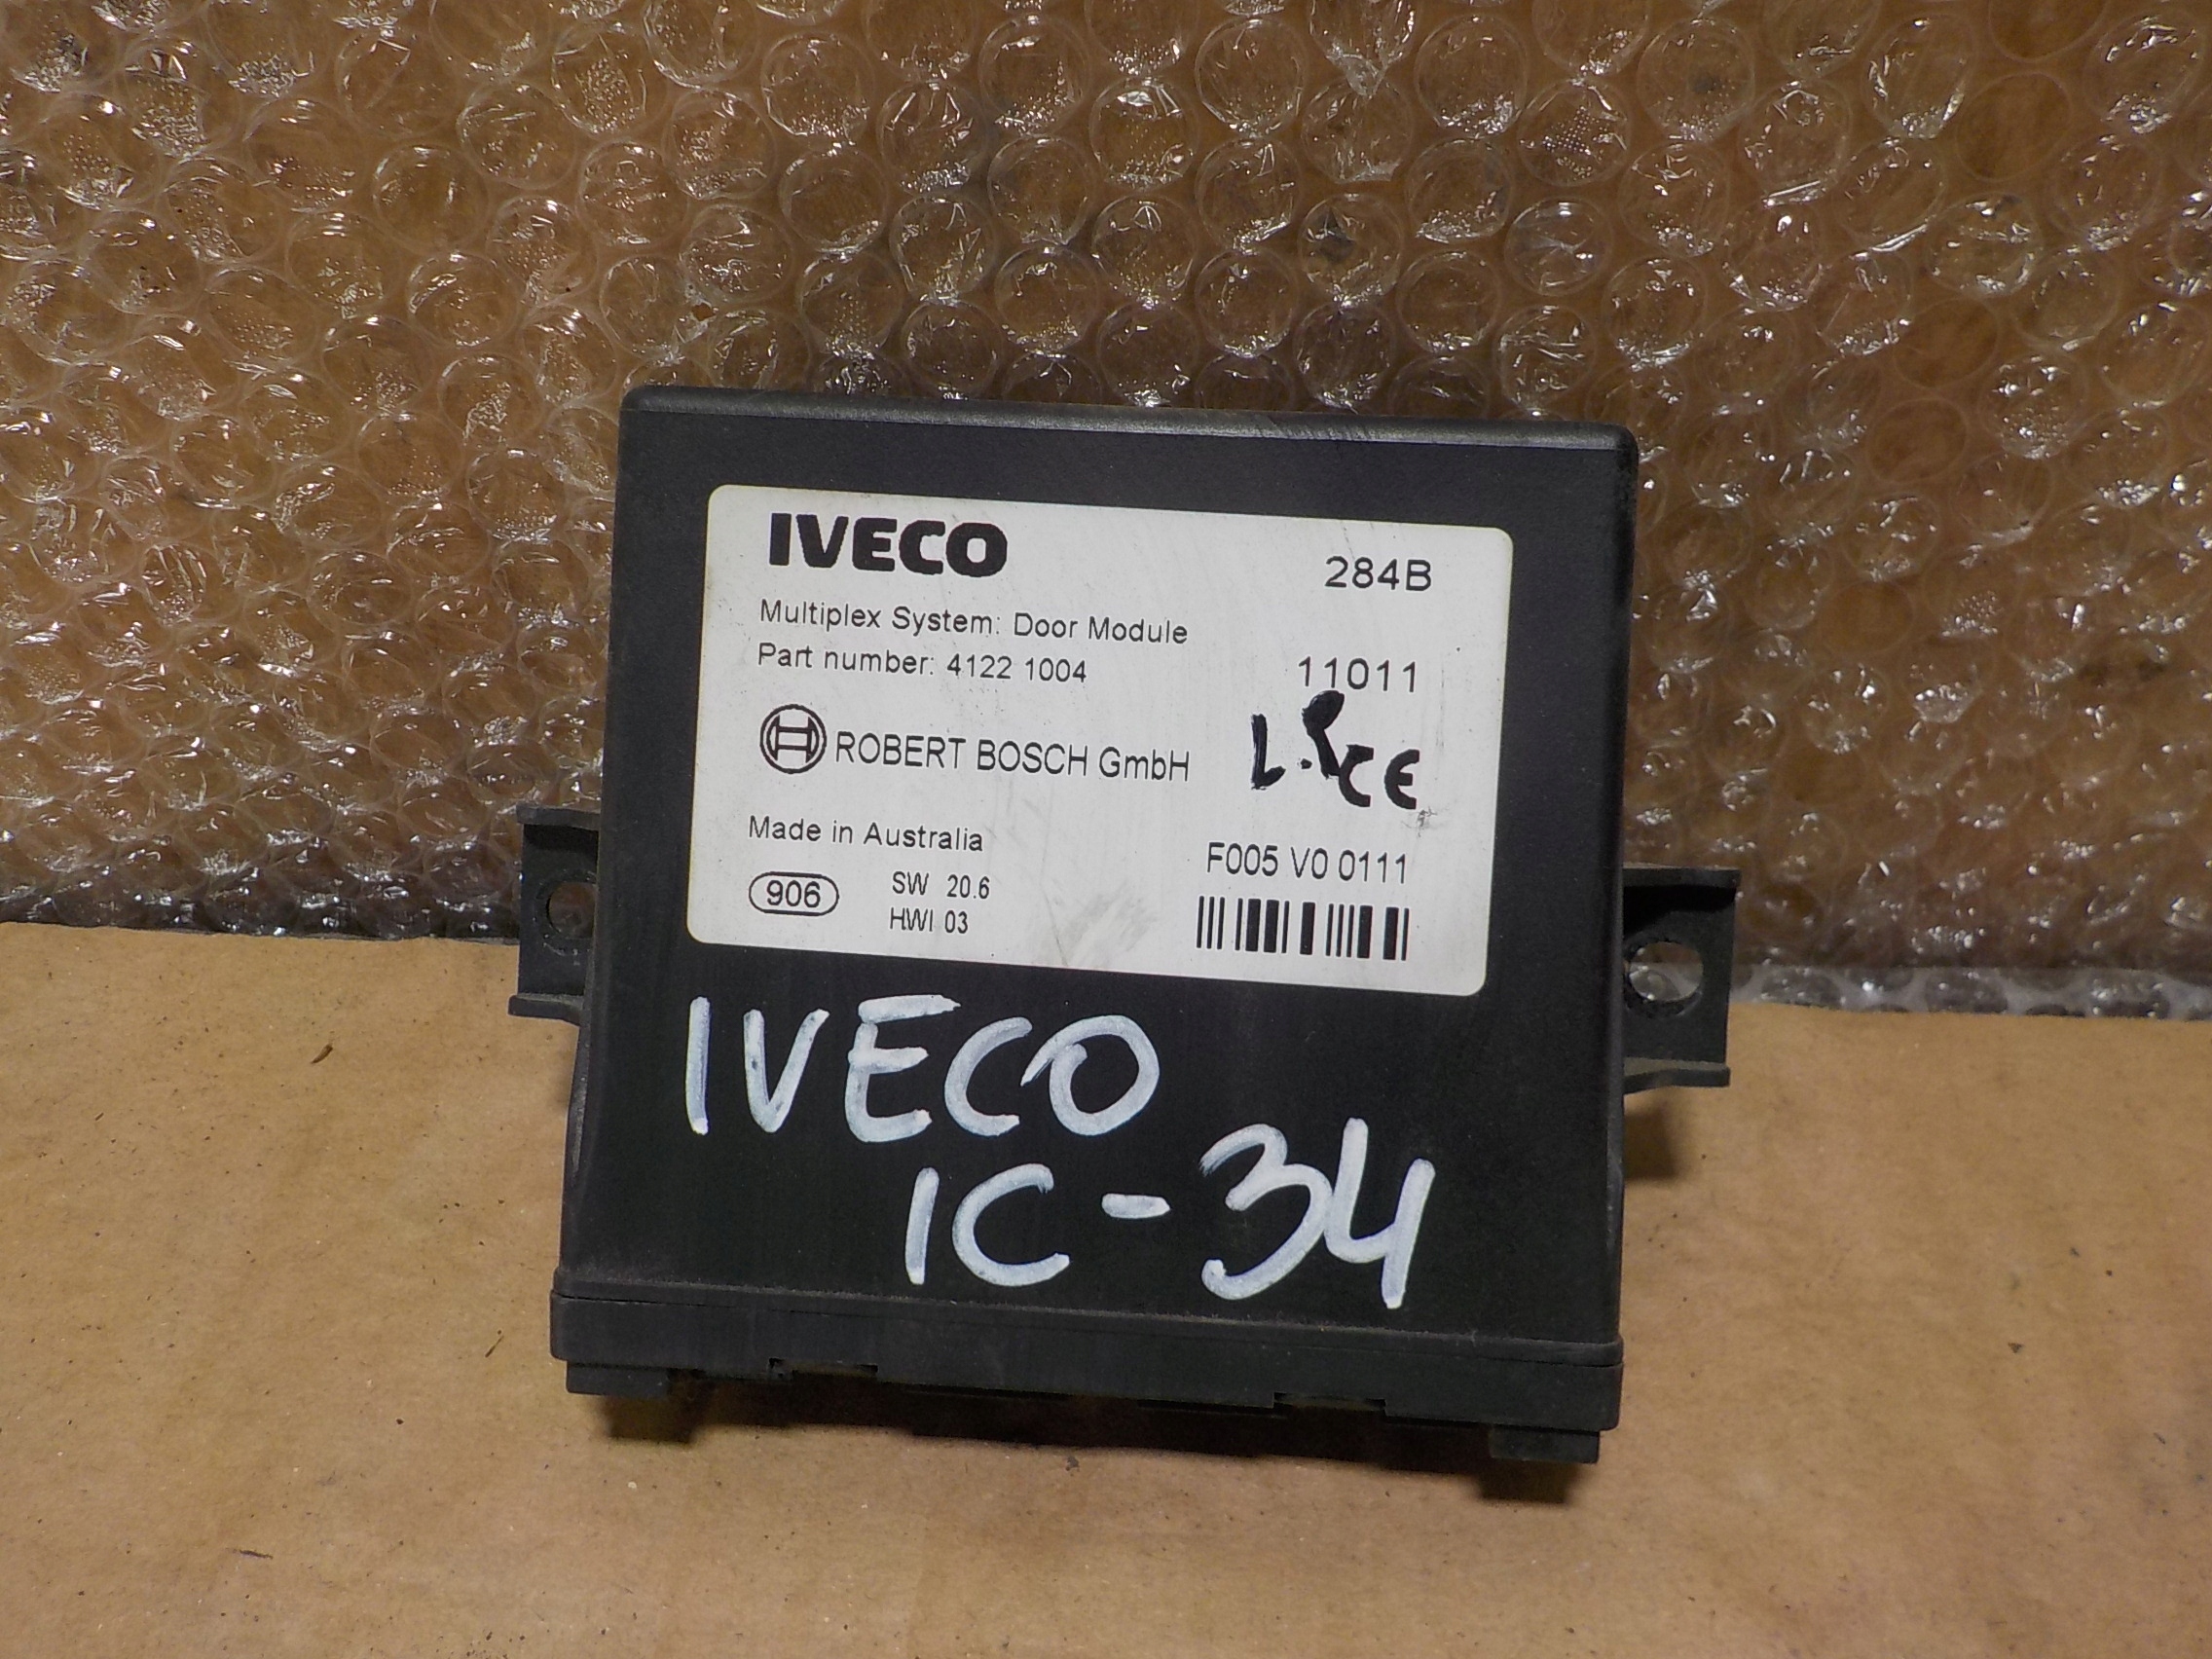 IVECO 284B
Multiplex System: Door Module
Part number: 4122 1004 11011
ROBERT BOSCH GmbH
Made in Australia
F005 V0 0111
906 SW 20.6
HWI 03
IVECO
IC-34